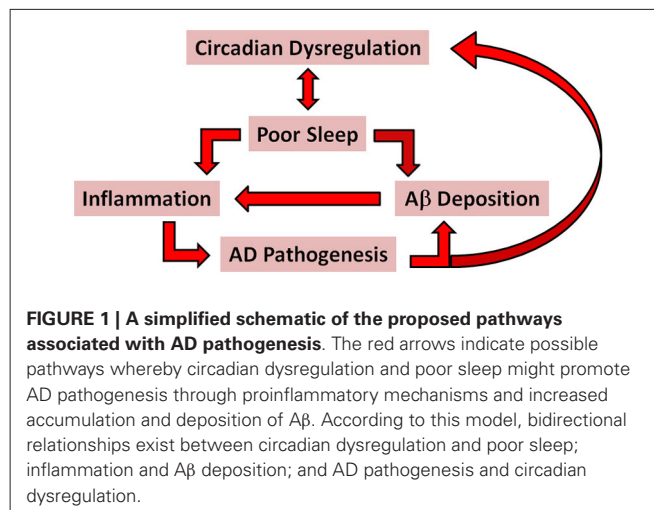 Circadian Dysregulation
Poor Sleep
Inflammation
Aβ Deposition
AD Pathogenesis
FIGURE 1 | A simplified schematic of the proposed pathways
associated with AD pathogenesis. The red arrows indicate possible
pathways whereby circadian dysregulation and poor sleep might promote
AD pathogenesis through proinflammatory mechanisms and increased
accumulation and deposition of Aβ. According to this model, bidirectional
relationships exist between circadian dysregulation and poor sleep;
inflammation and Aβ deposition; and AD pathogenesis and circadian
dysregulation.